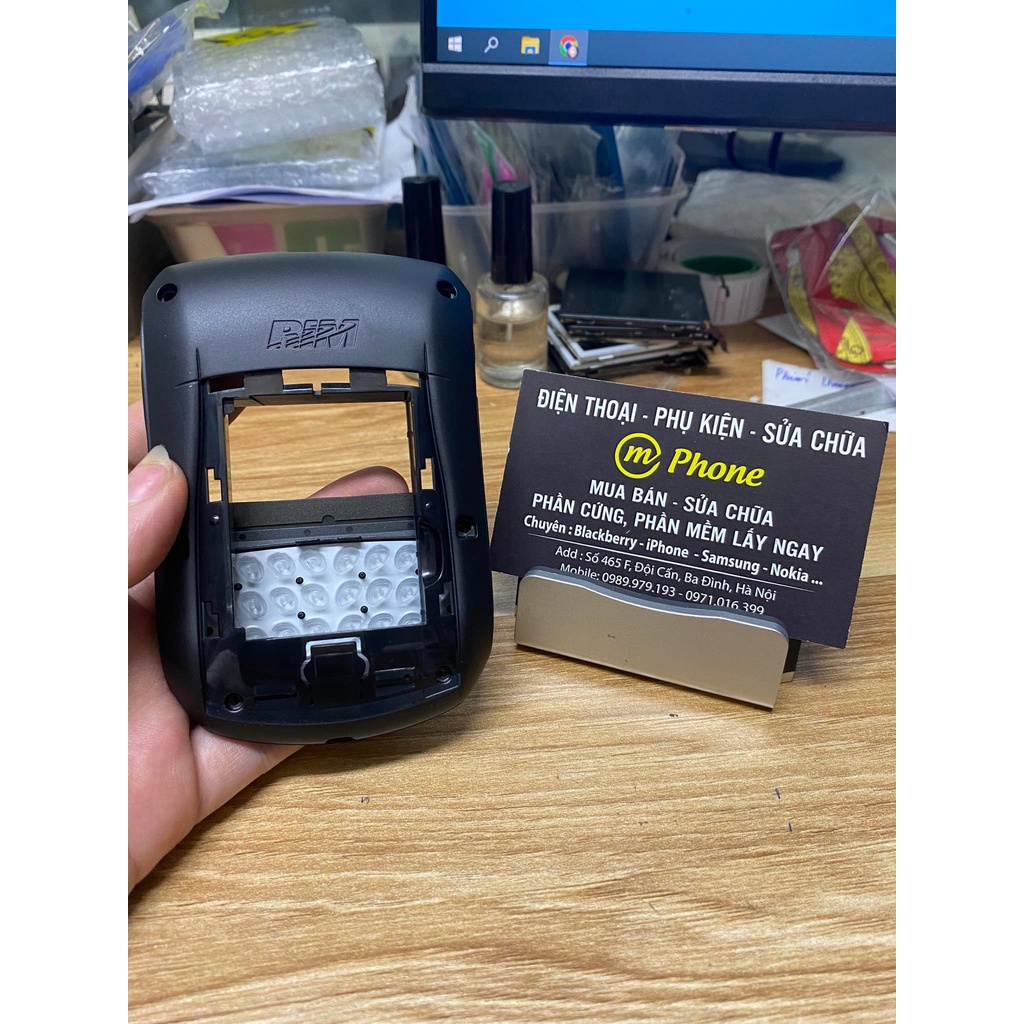 RIM
ĐIỆN THOẠI - PHỤ KIỆN - SỬA CHỮA
m Phone
MUA BÁN - SỬA CHỮA
PHẦN CỨNG, PHẦN MỀM LẤY NGAY
Chuyên : Blackberry - iPhone - Samsung - Nokia ...
Add : Số 465 F, Đội Cấn, Ba Đình, Hà Nội
Mobile: 0989.979.193 - 0971.016.399